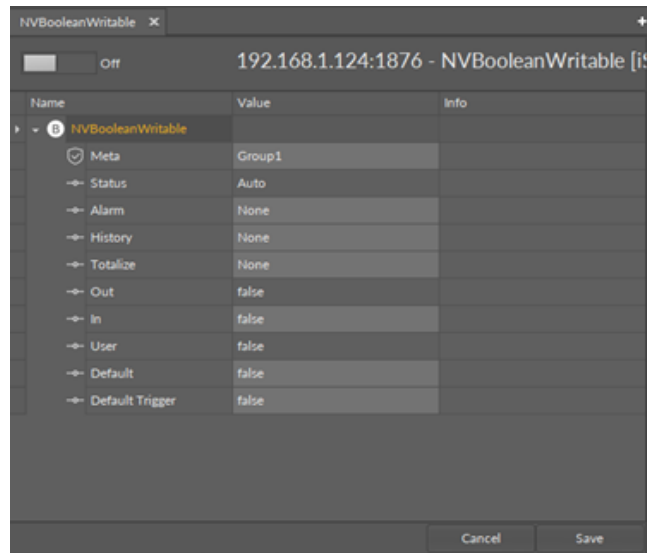 NVBooleanWritable
Off 192.168.1.124:1876 - NVBooleanWritable
Name Value Info
NVBooleanWritable
Meta Group1
Status Auto
Alarm None
History None
Totalize None
Out false
In false
User false
Default false
Default Trigger false
Cancel Save